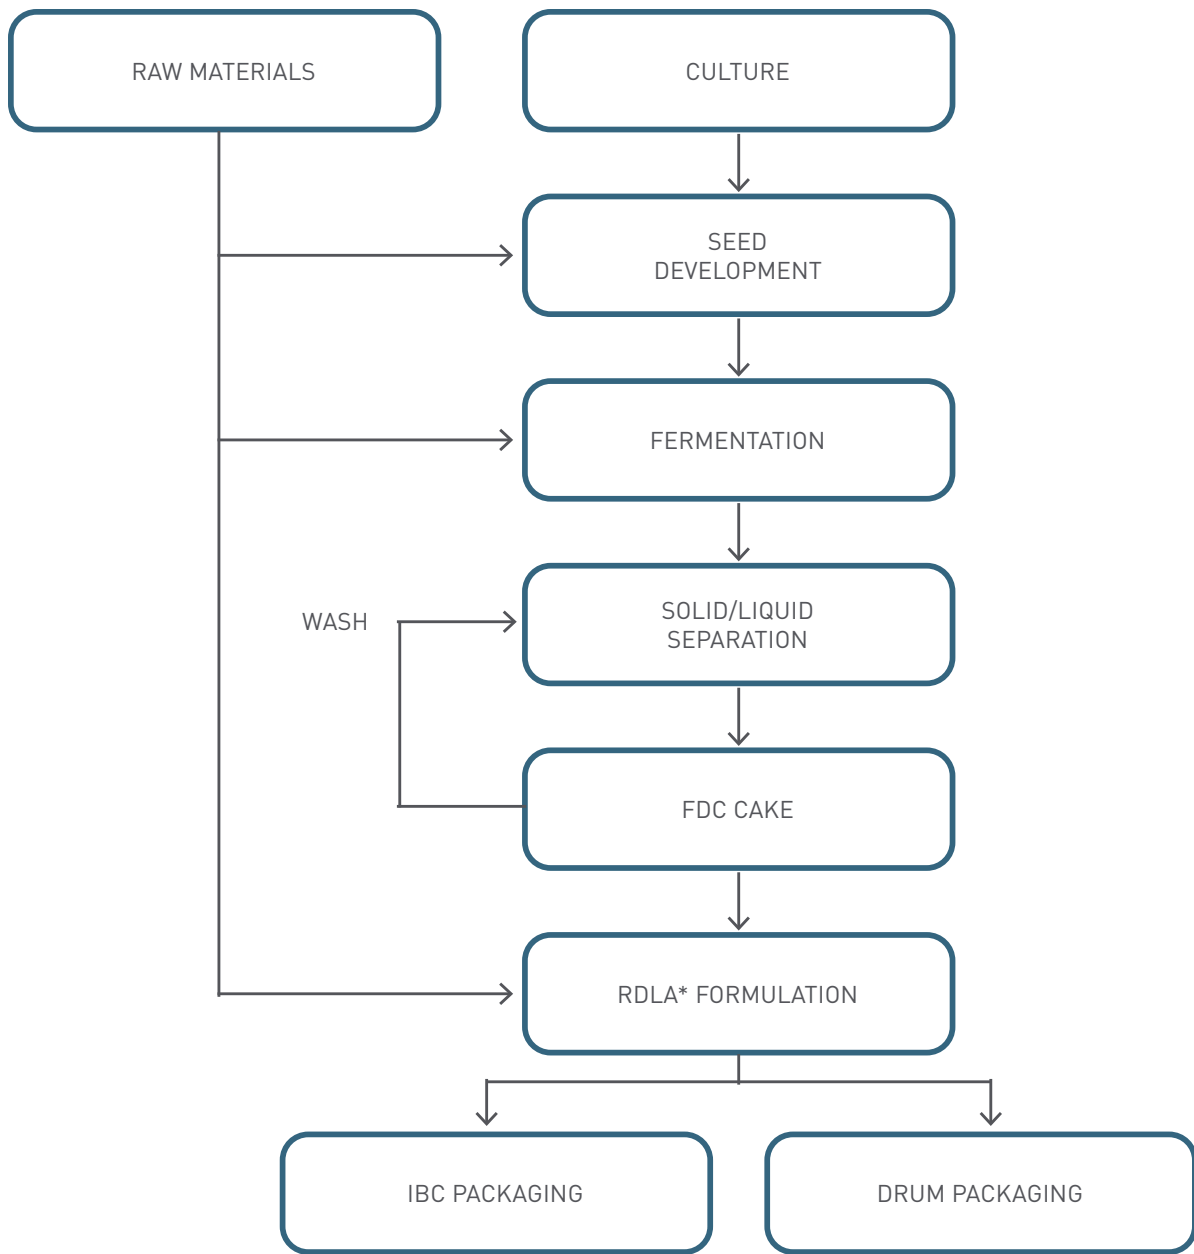 RAW MATERIALS
CULTURE
SEED
DEVELOPMENT
FERMENTATION
SOLID/LIQUID
SEPARATION
WASH
FDC CAKE
RDLA* FORMULATION
IBC PACKAGING
DRUM PACKAGING